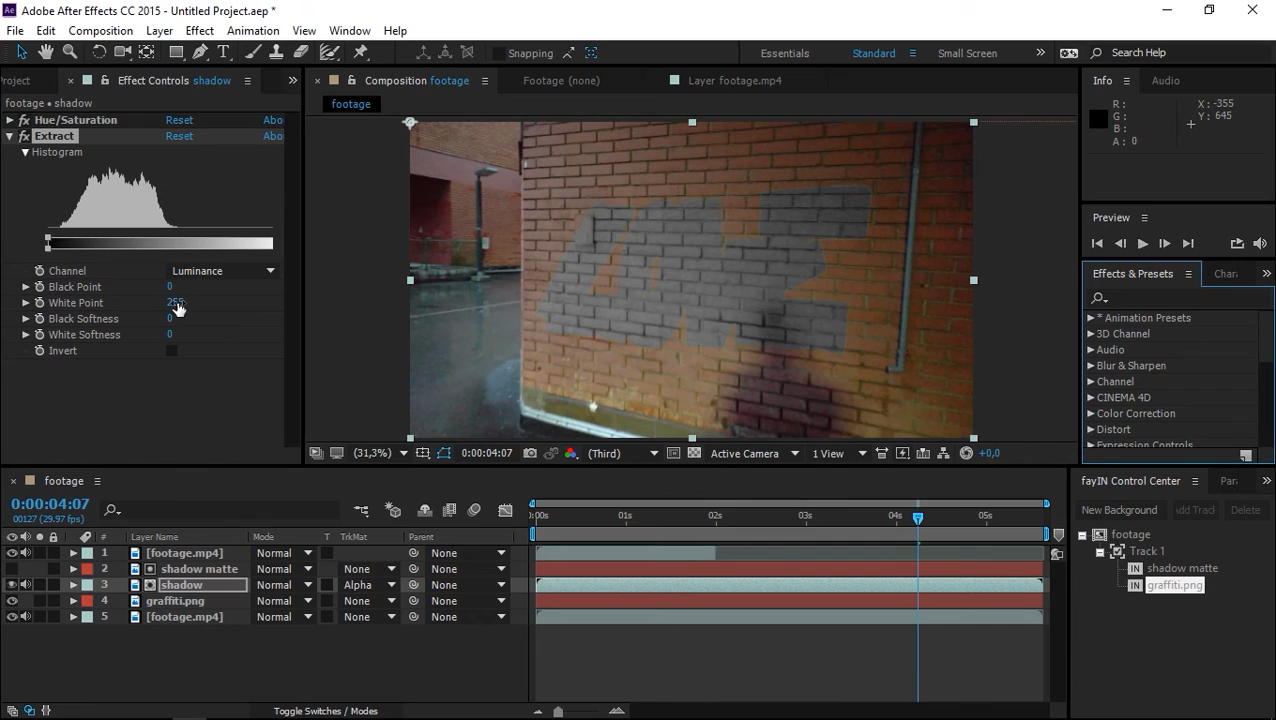 Adobe After Effects CC 2015 - Untitled Project.aep *
File Edit Composition Layer Effect Animation View Window Help
Snapping Essentials Standard Small Screen Search Help
Project Effect Controls shadow Composition footage Footage (none) Layer footage.mp4 Info Audio
footage • shadow
footage
Hue/Saturation Reset Abo
Extract Reset Abo
Histogram
R: X: -355
G: Y: 645
B:
A: 0
Preview
Channel Luminance
Black Point 0
White Point 255
Black Softness 0
White Softness 0
Invert
Effects & Presets Chara
* Animation Presets
3D Channel
Audio
Blur & Sharpen
Channel
CINEMA 4D
Color Correction
Distort
Expression Controls
(31,3%) 0:00:04:07 (Third) Active Camera 1 View +0,0
footage fayIN Control Center Para
0:00:04:07
00127 (29.97 fps)
:00s 01s 02s 03s 04s 05s
New Background Add Track Delete
# Layer Name Mode T TrkMat Parent
1 [footage.mp4] Normal None
2 shadow matte Normal None None
3 shadow Normal Alpha None
4 graffiti.png Normal None None
5 [footage.mp4] Normal None None
footage
Track 1
IN shadow matte
IN graffiti.png
Toggle Switches / Modes